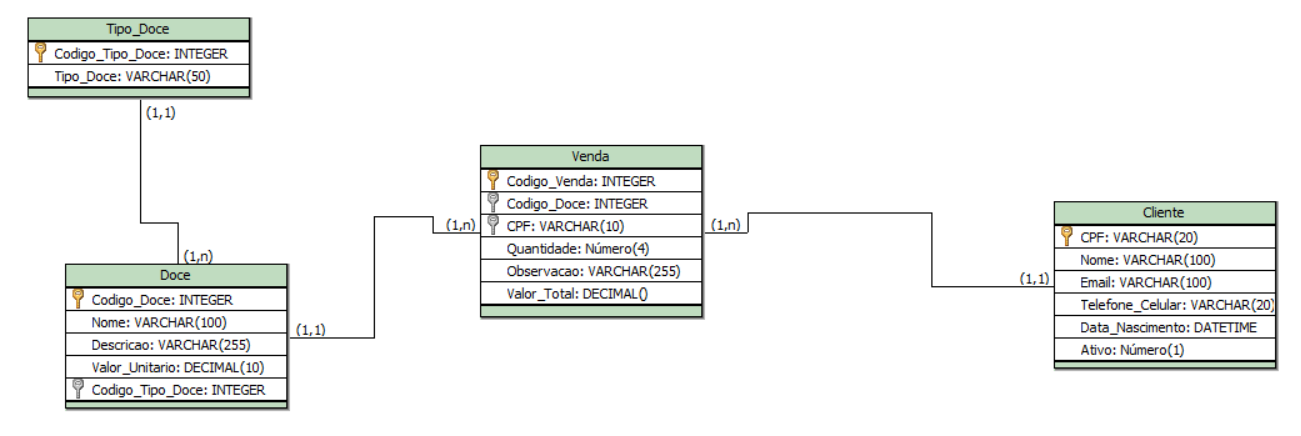 Tipo_Doce
Codigo_Tipo_Doce: INTEGER
Tipo_Doce: VARCHAR(50)
(1,1)
(1,n)
Doce
Codigo_Doce: INTEGER
Nome: VARCHAR(100)
Descricao: VARCHAR(255)
Valor_Unitario: DECIMAL(10)
Codigo_Tipo_Doce: INTEGER
(1,1)
(1,n)
Venda
Codigo_Venda: INTEGER
Codigo_Doce: INTEGER
CPF: VARCHAR(10)
Quantidade: Número(4)
Observacao: VARCHAR(255)
Valor_Total: DECIMAL()
(1,n)
(1,1)
Cliente
CPF: VARCHAR(20)
Nome: VARCHAR(100)
Email: VARCHAR(100)
Telefone_Celular: VARCHAR(20)
Data_Nascimento: DATETIME
Ativo: Número(1)